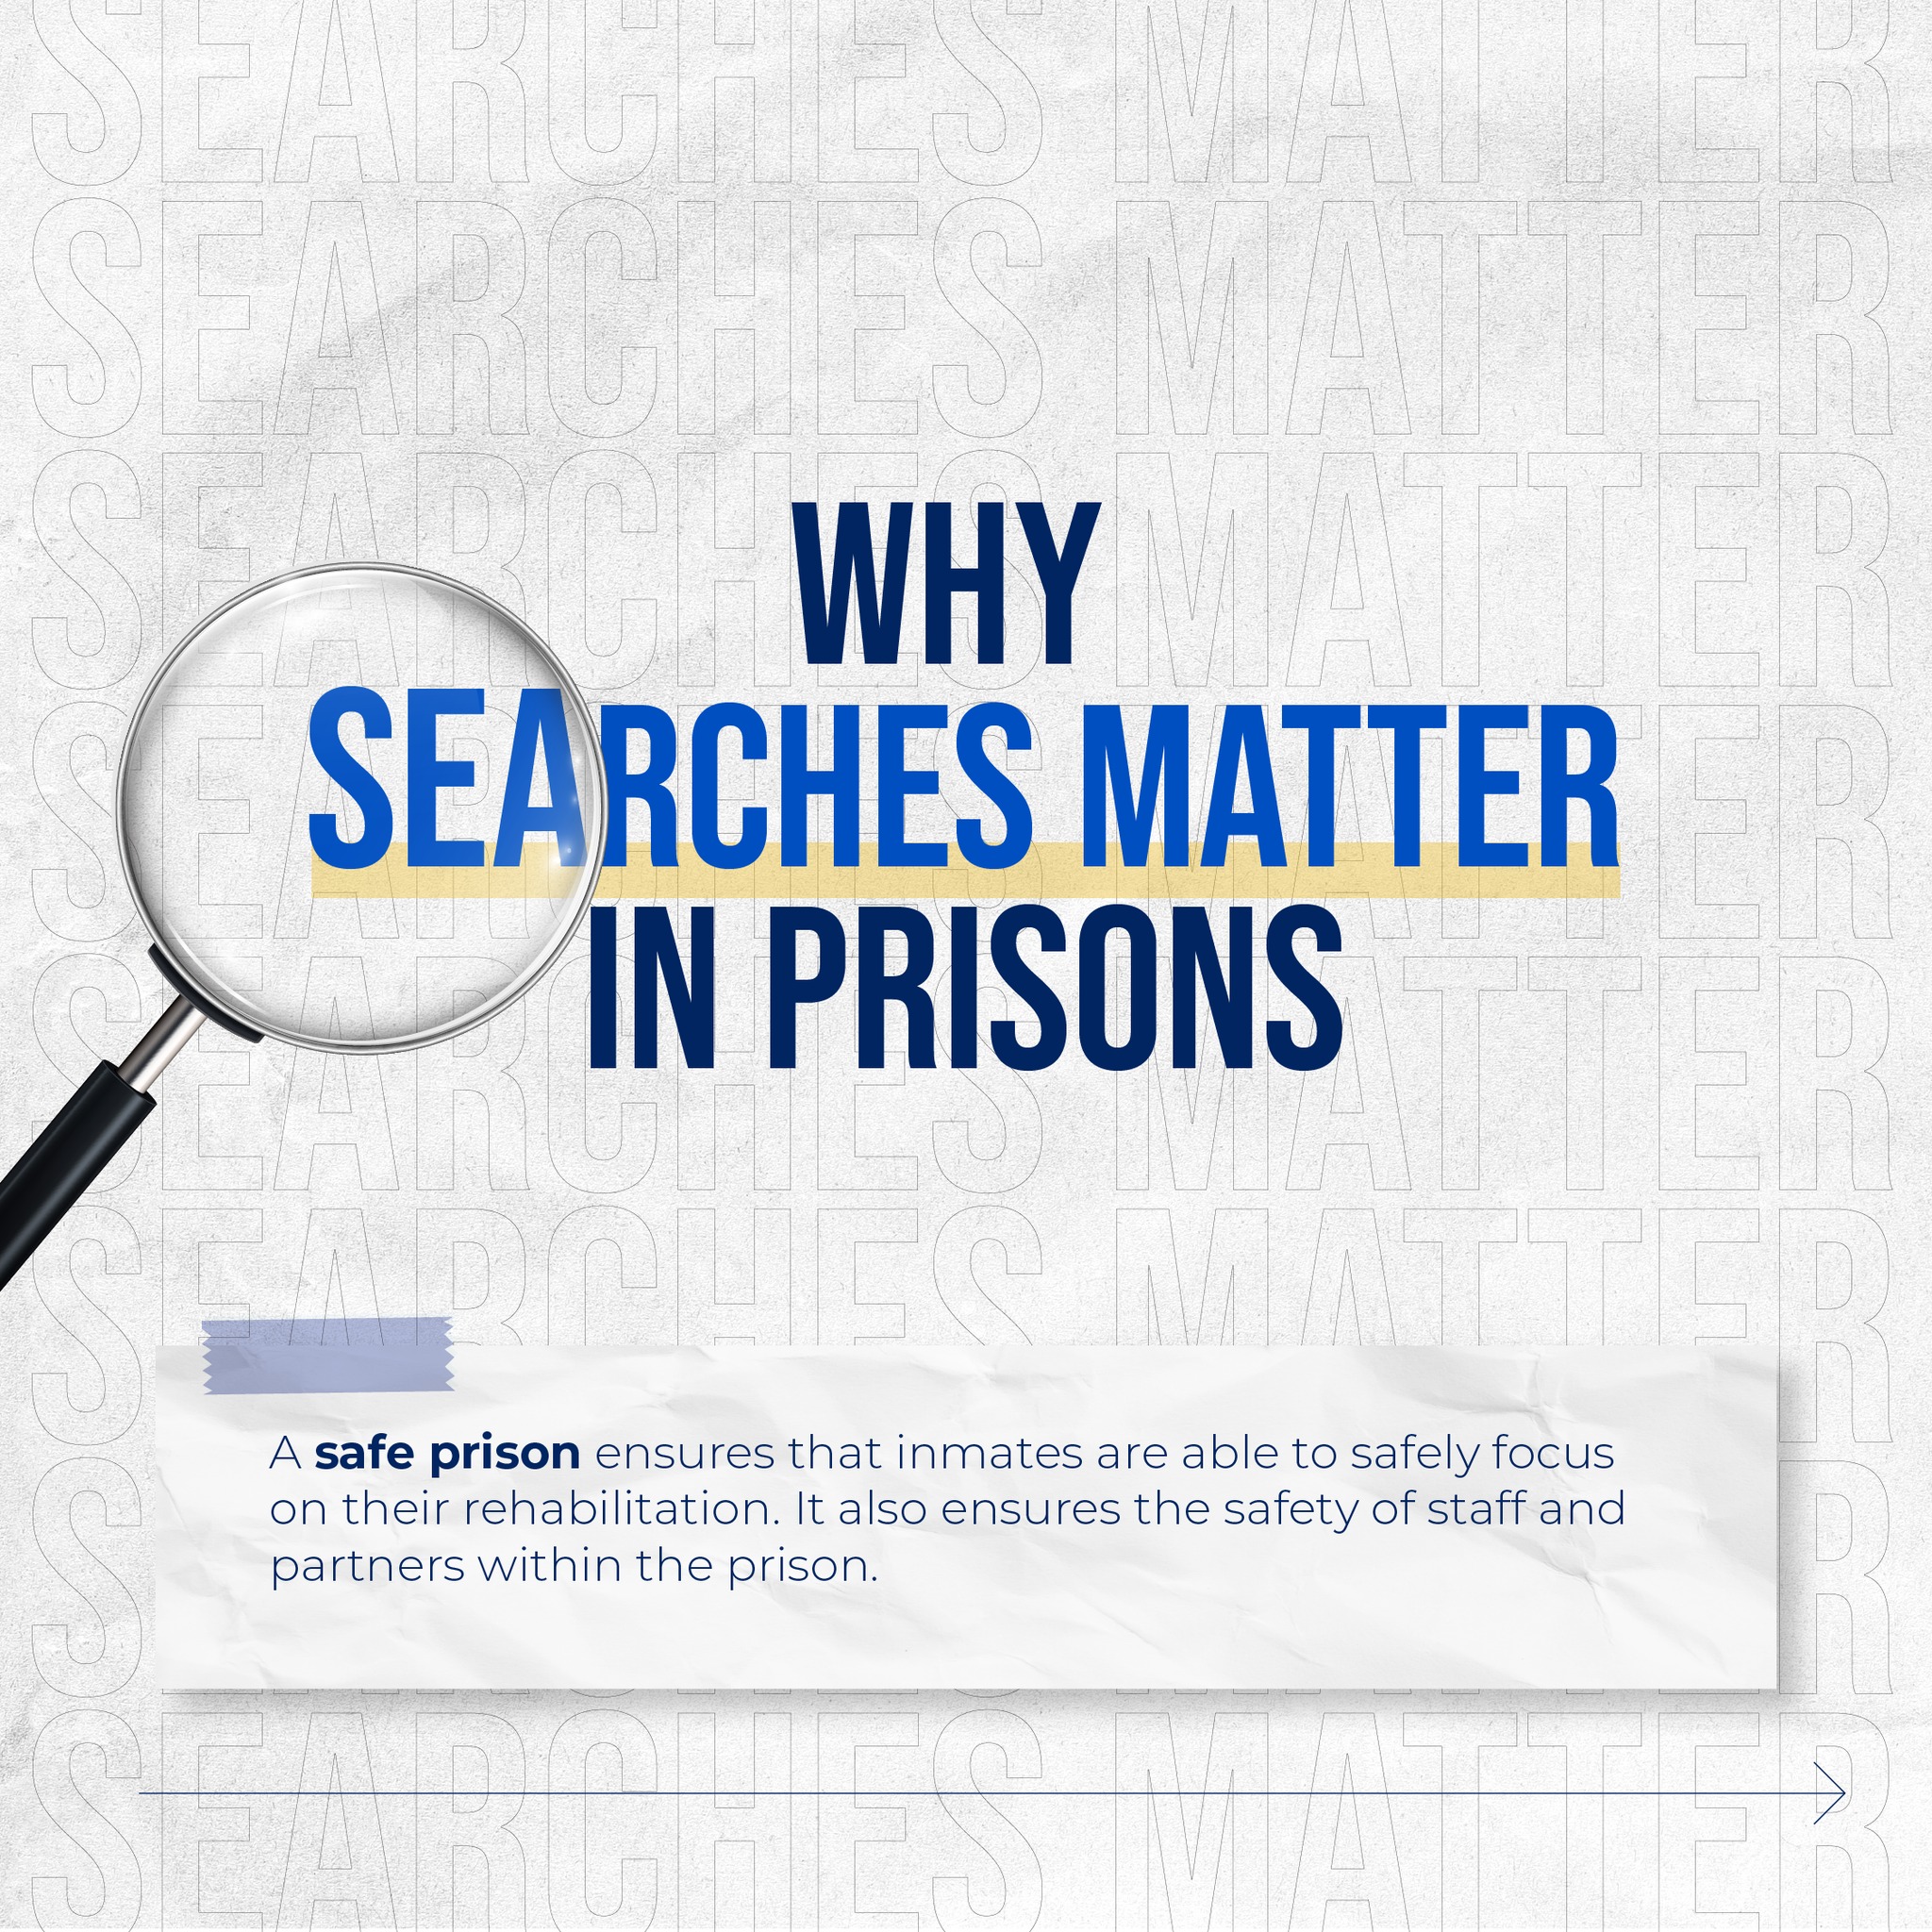 SEARCHES MATTER
SEARCHES MATTER
SEARCHES MATTER
WHY
SEARCHES MATTER
IN PRISONS
SEARCHES MATTER
SEARCHES MATTER
SEARCHES MATTER
A safe prison ensures that inmates are able to safely focus
on their rehabilitation. It also ensures the safety of staff and
partners within the prison.
SEARCHES MATTER